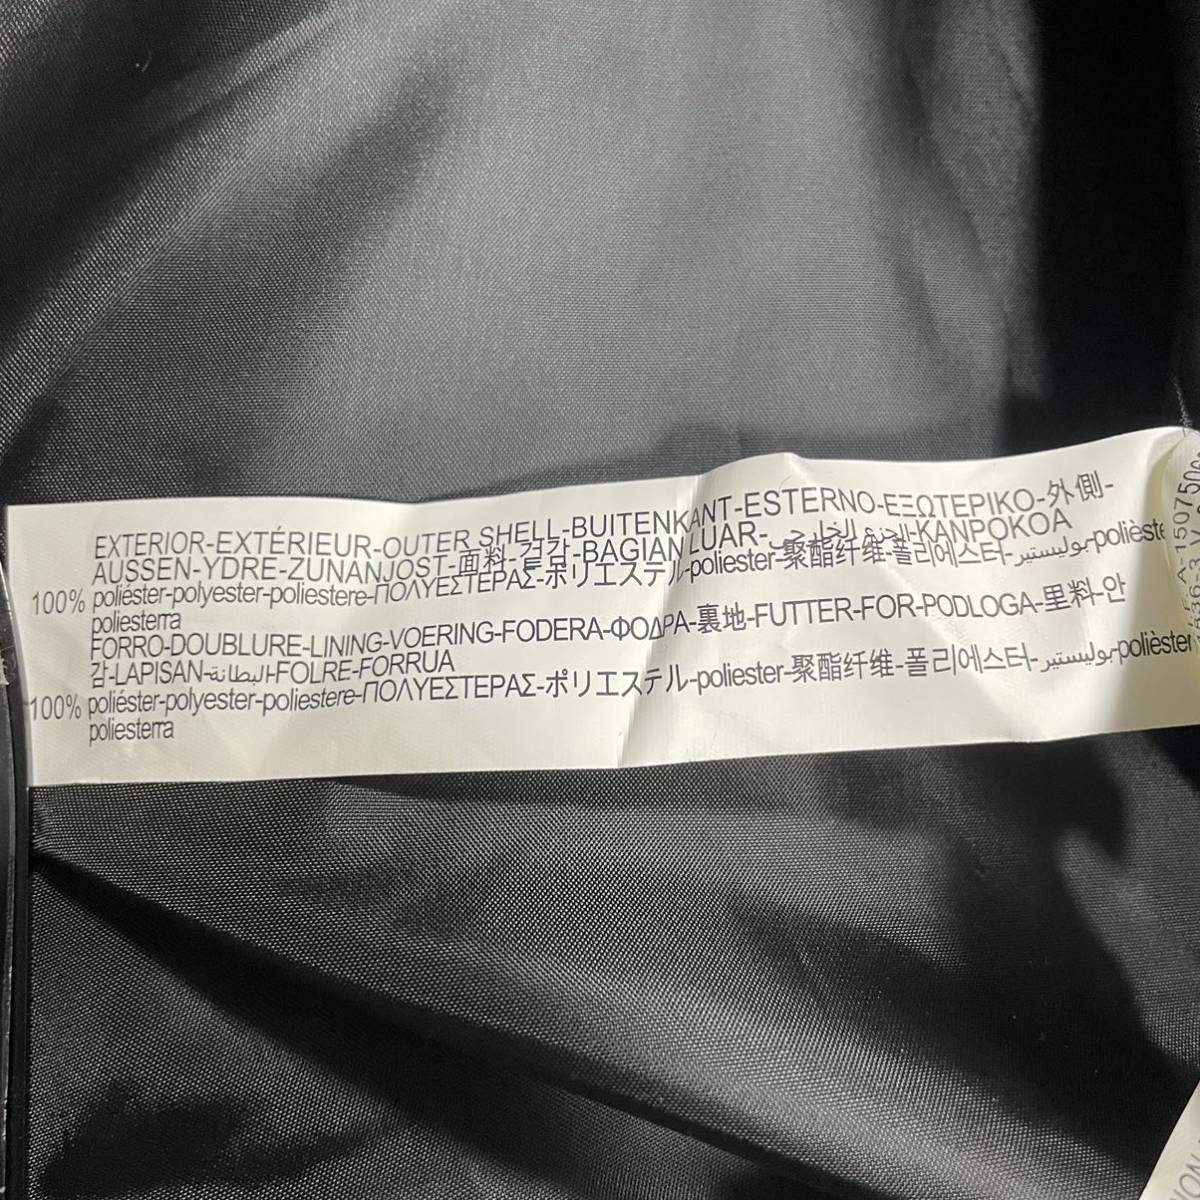 EXTERIOR-EXTÉRIEUR-OUTER SHELL-BUITENKANT-ESTERNO-ΕΞΩΤΕΡΙΚΟ-外側-
AUSSEN-YDRE-ZUNANJOST-面料-겉감-BAGIAN LUAR-الجزء الخارجي-KANPOKOA
100% poliéster-polyester-poliestere-ΠΟΛΥΕΣΤΕΡΑΣ-ポリエステル-poliester-聚酯纤维-폴리에스터-بوليستير-polièster
poliesterra
FORRO-DOUBLURE-LINING-VOERING-FODERA-ΦΟΔΡΑ-裏地-FUTTER-FOR-PODLOGA-里料-안
감-LAPISAN-البطانة-FOLRE-FORRUA
100% poliéster-polyester-poliestere-ΠΟΛΥΕΣΤΕΡΑΣ-ポリエステル-poliester-聚酯纤维-폴리에스터-بوليستير-polièster
poliesterra